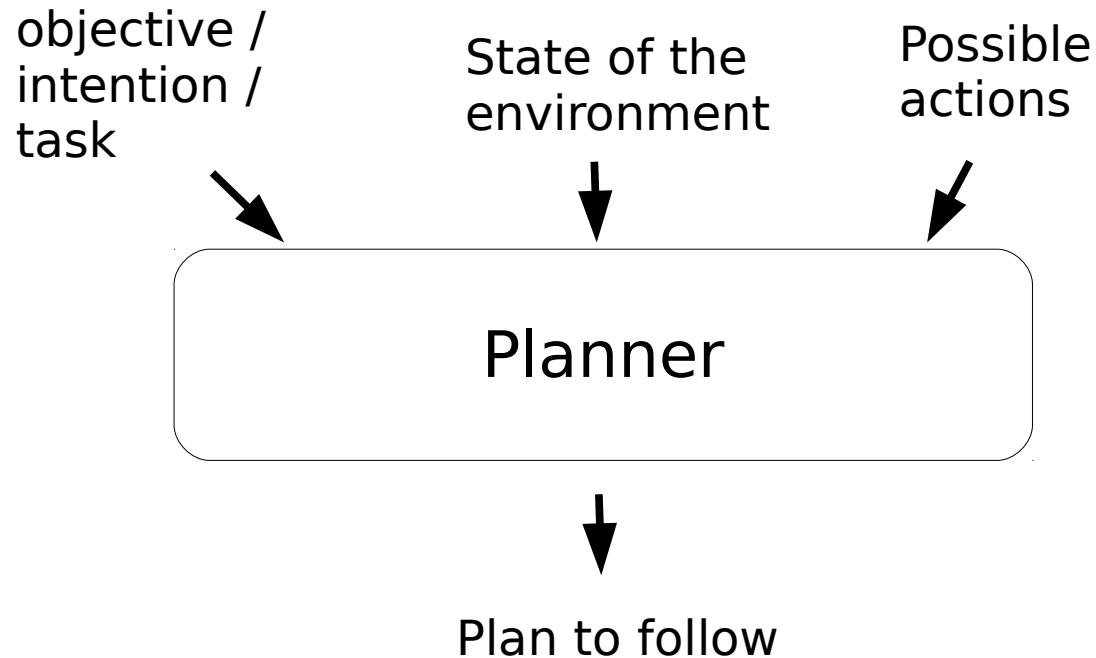 objective /
intention /
task
State of the
environment
Possible
actions
Planner
Plan to follow